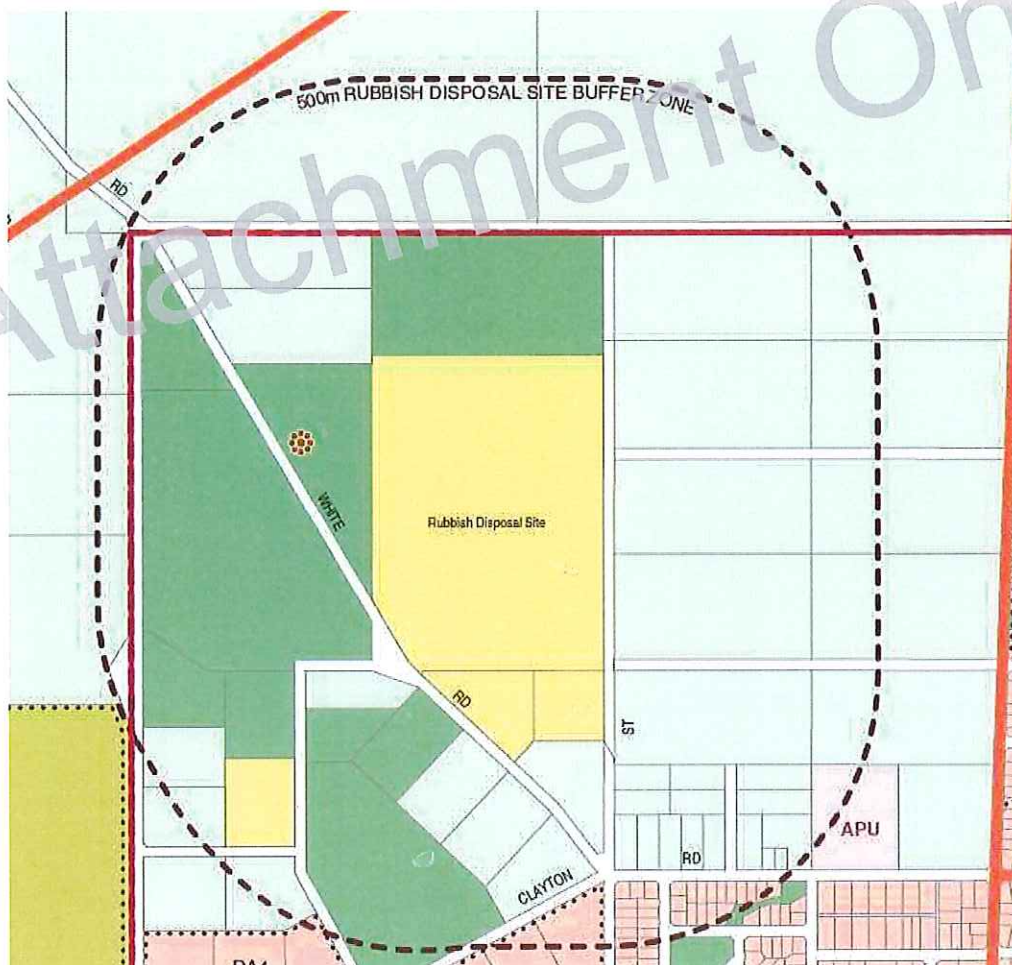 Attachment On
500m RUBBISH DISPOSAL SITE BUFFER ZONE
RD
WHITE
Rubbish Disposal Site
RD
ST
APU
RD
CLAYTON